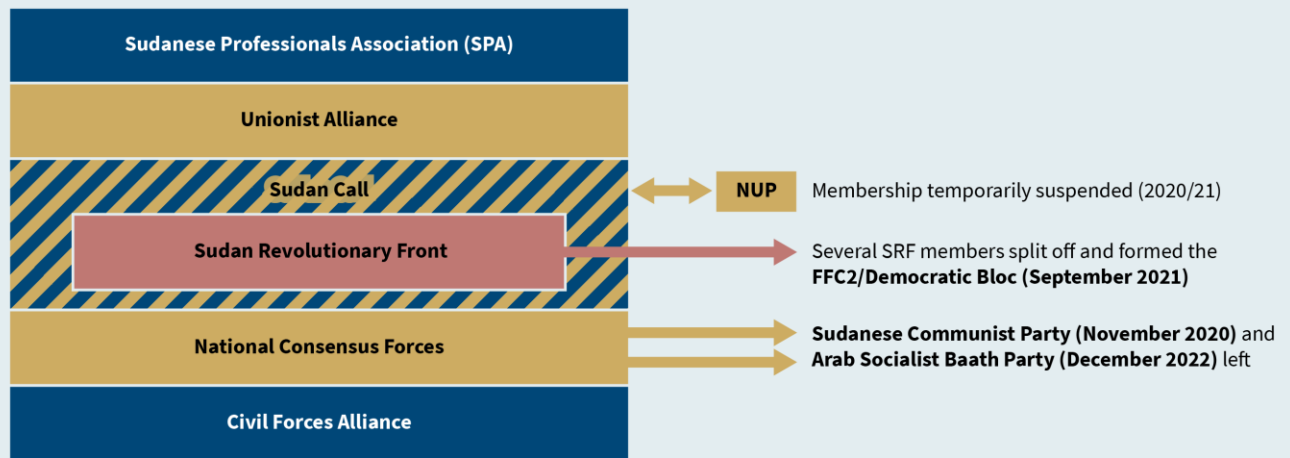 Sudanese Professionals Association (SPA)
Unionist Alliance
Sudan Call
NUP
Membership temporarily suspended (2020/21)
Sudan Revolutionary Front
Several SRF members split off and formed the
FFC2/Democratic Bloc (September 2021)
National Consensus Forces
Sudanese Communist Party (November 2020) and
Arab Socialist Baath Party (December 2022) left
Civil Forces Alliance